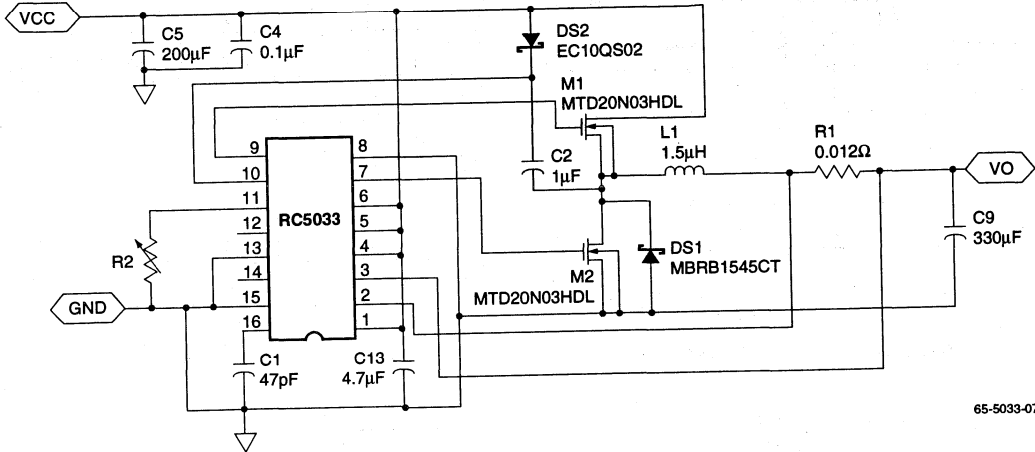 VCC
C5
200µF
C4
0.1µF
DS2
EC10QS02
M1
MTD20N03HDL
L1
1.5µH
R1
0.012Ω
VO
C2
1µF
9
10
11
12
13
14
15
16
RC5033
8
7
6
5
4
3
2
1
R2
GND
M2
MTD20N03HDL
DS1
MBRB1545CT
C9
330µF
C1
47pF
C13
4.7µF
65-5033-07